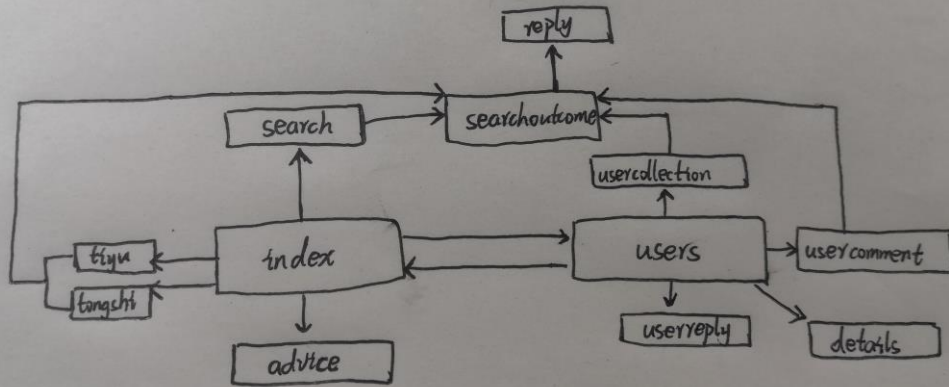 reply
search
searchoutcome
usercollection
tiyu
index
users
usercomment
tongshi
userreply
details
advice